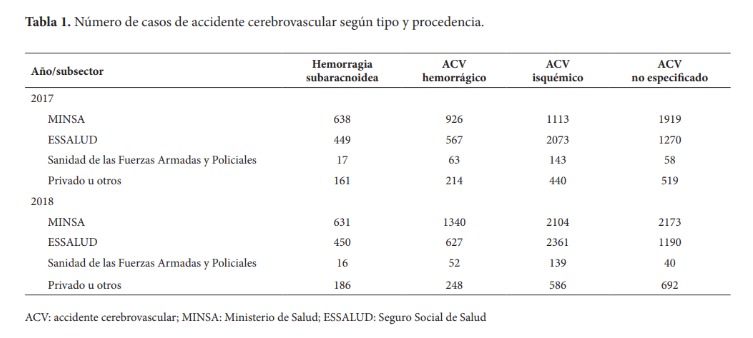 Tabla 1. Número de casos de accidente cerebrovascular según tipo y procedencia.
Año/subsector Hemorragia subaracnoidea ACV hemorrágico ACV isquémico ACV no especificado
2017
MINSA 638 926 1113 1919
ESSALUD 449 567 2073 1270
Sanidad de las Fuerzas Armadas y Policiales 17 63 143 58
Privado u otros 161 214 440 519
2018
MINSA 631 1340 2104 2173
ESSALUD 450 627 2361 1190
Sanidad de las Fuerzas Armadas y Policiales 16 52 139 40
Privado u otros 186 248 586 692
ACV: accidente cerebrovascular; MINSA: Ministerio de Salud; ESSALUD: Seguro Social de Salud